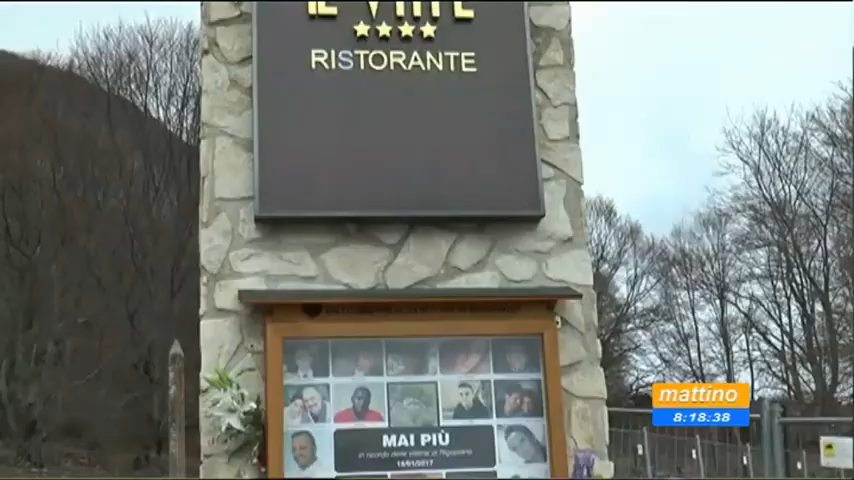 RISTORANTE
MAI PIÙ
in ricordo delle vittime di Rigopiano
18/01/2017
mattino
8:18:38